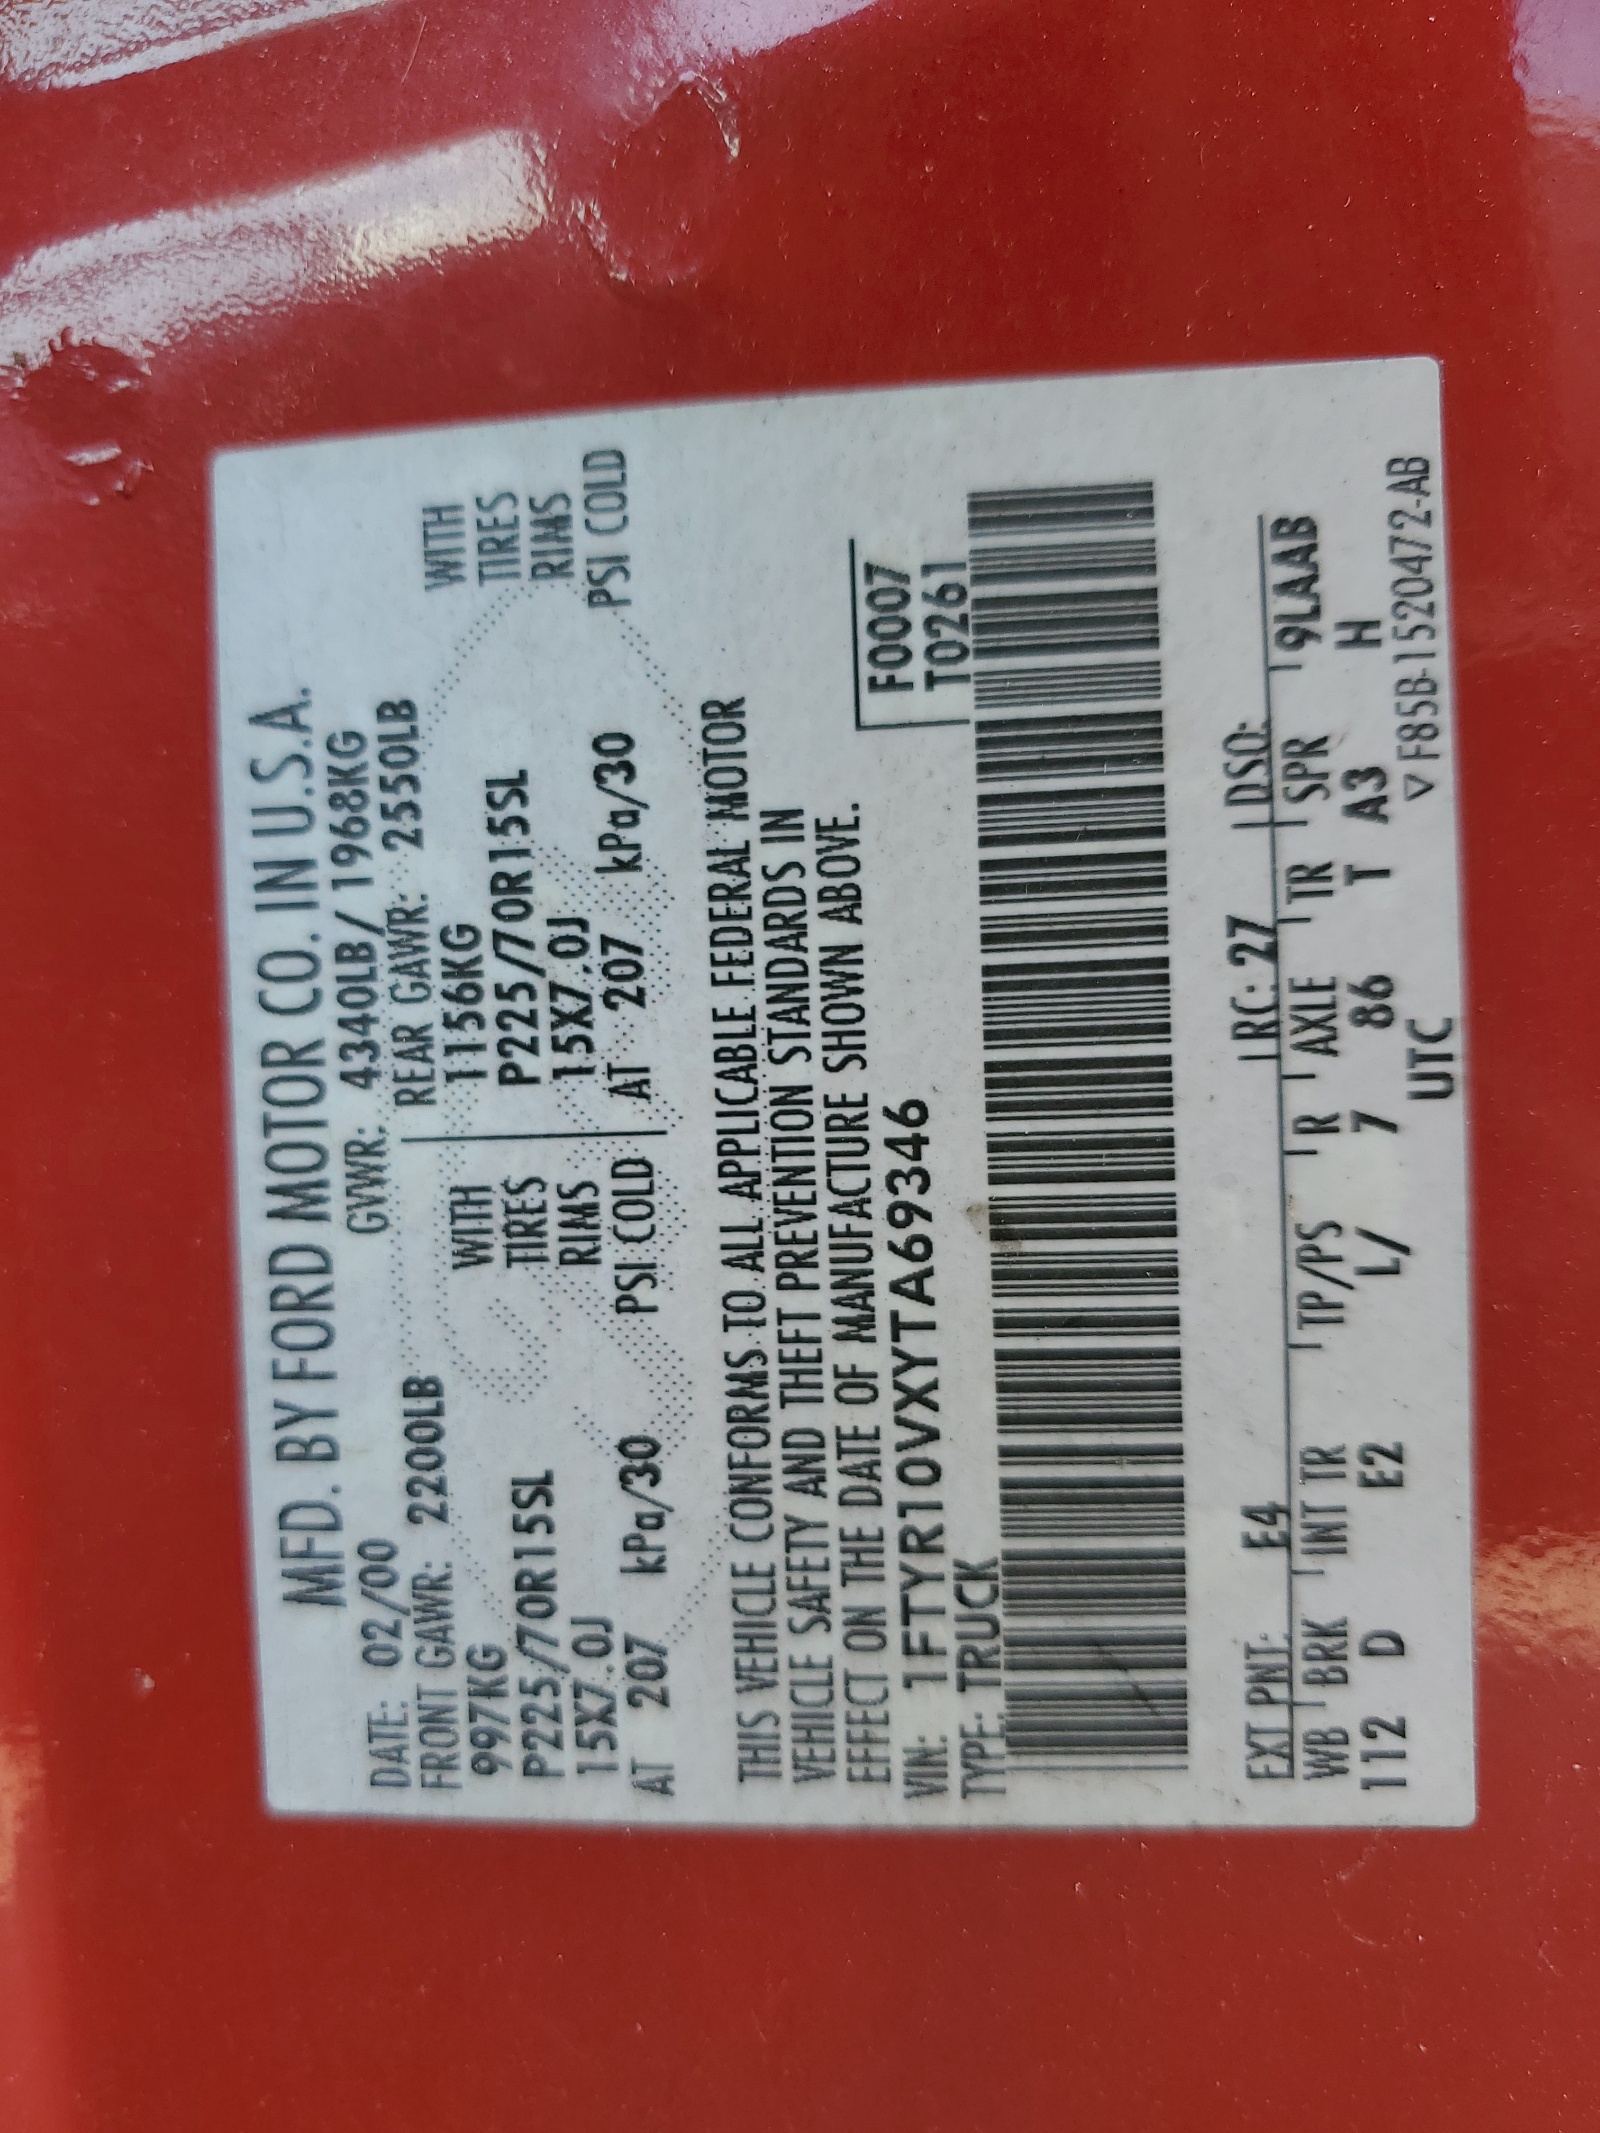 MFD. BY FORD MOTOR CO. IN U.S.A.
DATE: 02/00 GVWR: 4340LB/ 1968KG
FRONT GAWR: 2200LB REAR GAWR: 2550LB
997KG WITH 1156KG WITH
P225/70R15SL TIRES P225/70R15SL TIRES
15X7.0J RIMS 15X7.0J RIMS
AT 207 kPa/30 PSI COLD AT 207 kPa/30 PSI COLD
THIS VEHICLE CONFORMS TO ALL APPLICABLE FEDERAL MOTOR
VEHICLE SAFETY AND THEFT PREVENTION STANDARDS IN
EFFECT ON THE DATE OF MANUFACTURE SHOWN ABOVE.
VIN: 1FTYR10VXYTA69346 F0007
TYPE: TRUCK T0261
EXT PNT: E4 RC: 27 DSO:
WB BRK INT TR TP/PS R AXLE TR SPR 9LAAB
112 D E2 L/ 7 86 T A3 H
UTC ▽F85B-1520472-AB